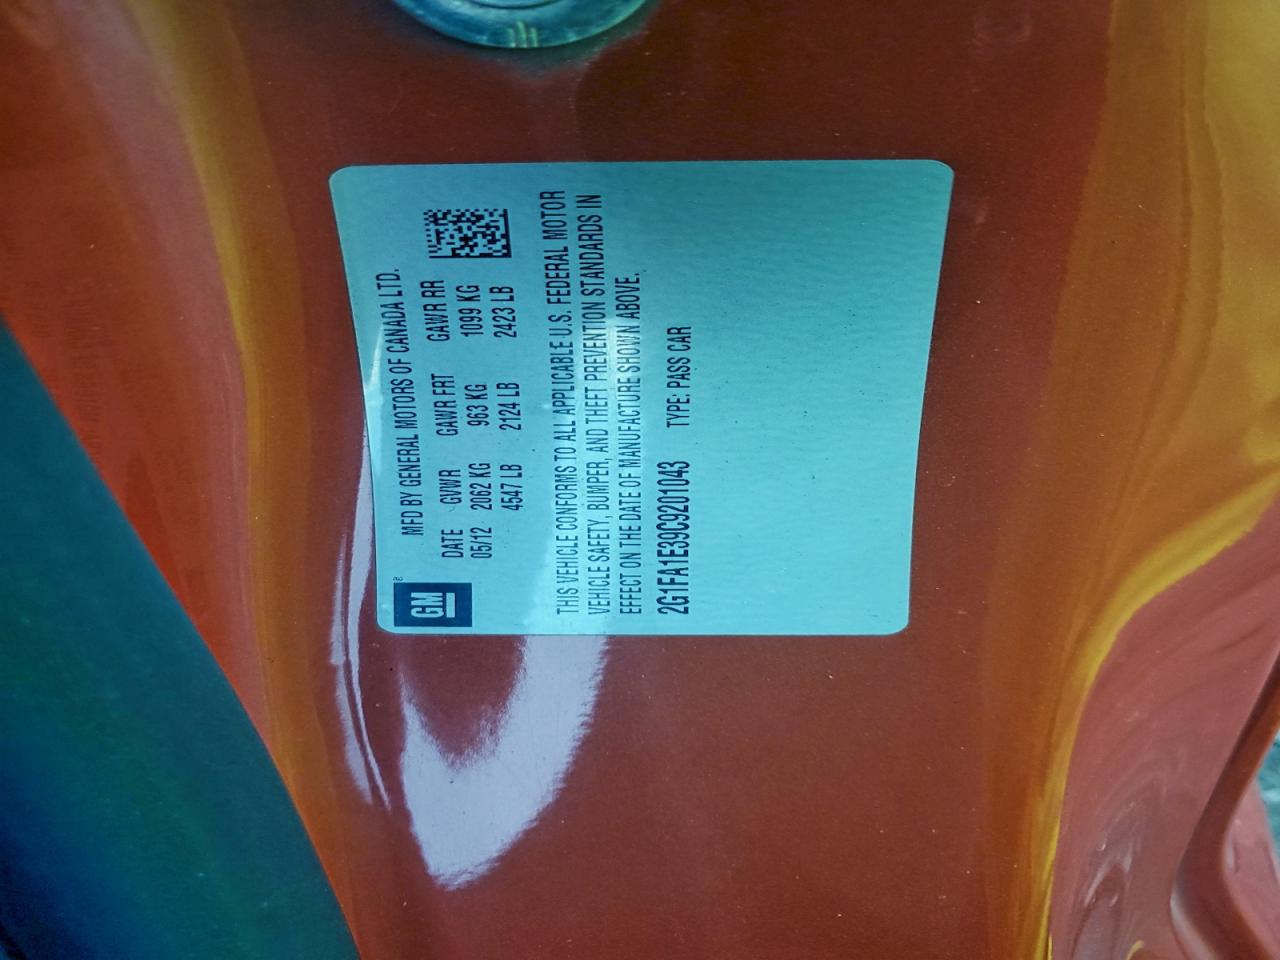 GM®
MFD BY GENERAL MOTORS OF CANADA LTD.
DATE GVWR GAWR FRT GAWR RR
05/12 2062 KG 963 KG 1099 KG
4547 LB 2124 LB 2423 LB
THIS VEHICLE CONFORMS TO ALL APPLICABLE U.S. FEDERAL MOTOR
VEHICLE SAFETY, BUMPER, AND THEFT PREVENTION STANDARDS IN
EFFECT ON THE DATE OF MANUFACTURE SHOWN ABOVE.
2G1FA1E39C9201043 TYPE: PASS CAR